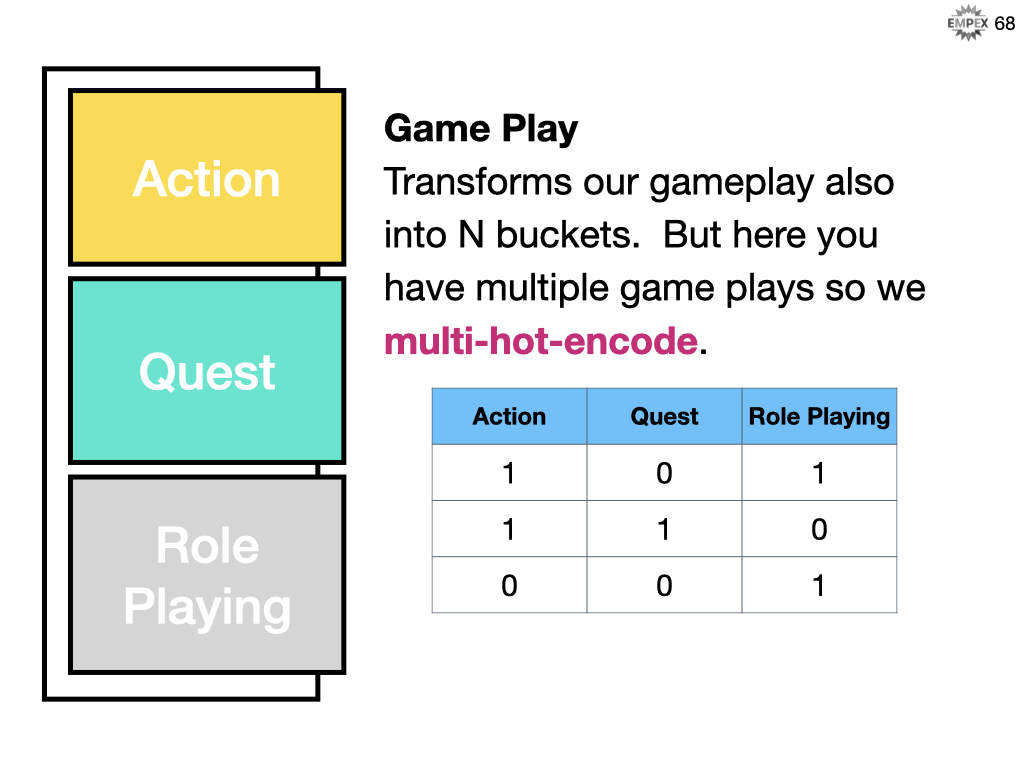 EMPEX 68
Action
Quest
Role
Playing
Game Play
Transforms our gameplay also
into N buckets.  But here you
have multiple game plays so we
multi-hot-encode.
Action Quest Role Playing
1 0 1
1 1 0
0 0 1